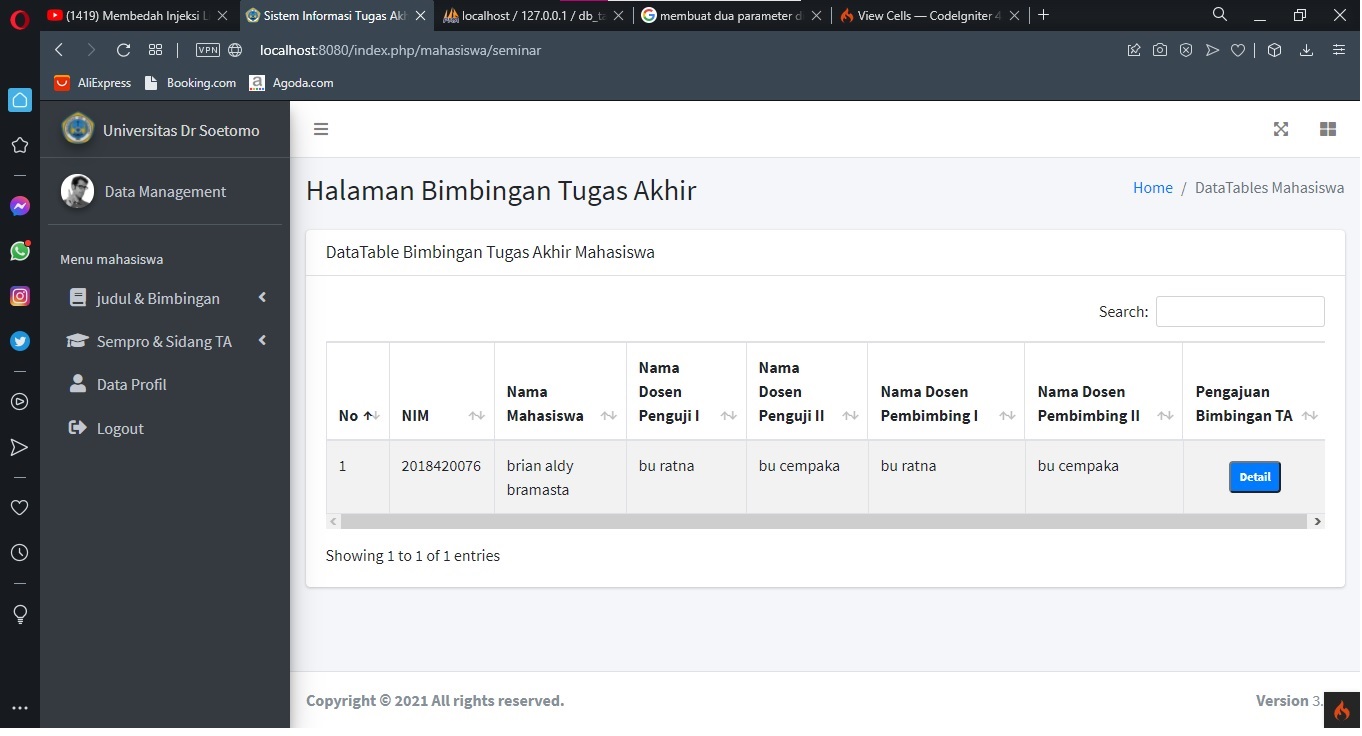 (1419) Membedah Injeksi L
Sistem Informasi Tugas Akh
localhost / 127.0.0.1 / db_ta
membuat dua parameter d
View Cells — CodeIgniter 4
VPN
localhost:8080/index.php/mahasiswa/seminar
AliExpress
Booking.com
a Agoda.com
Universitas Dr Soetomo
Data Management
Menu mahasiswa
judul & Bimbingan
Sempro & Sidang TA
Data Profil
Logout
Halaman Bimbingan Tugas Akhir
Home / DataTables Mahasiswa
DataTable Bimbingan Tugas Akhir Mahasiswa
Search:
No
NIM
Nama
Mahasiswa
Nama
Dosen
Penguji I
Nama
Dosen
Penguji II
Nama Dosen
Pembimbing I
Nama Dosen
Pembimbing II
Pengajuan
Bimbingan TA
1
2018420076
brian aldy
bramasta
bu ratna
bu cempaka
bu ratna
bu cempaka
Detail
Showing 1 to 1 of 1 entries
Copyright © 2021 All rights reserved.
Version 3.